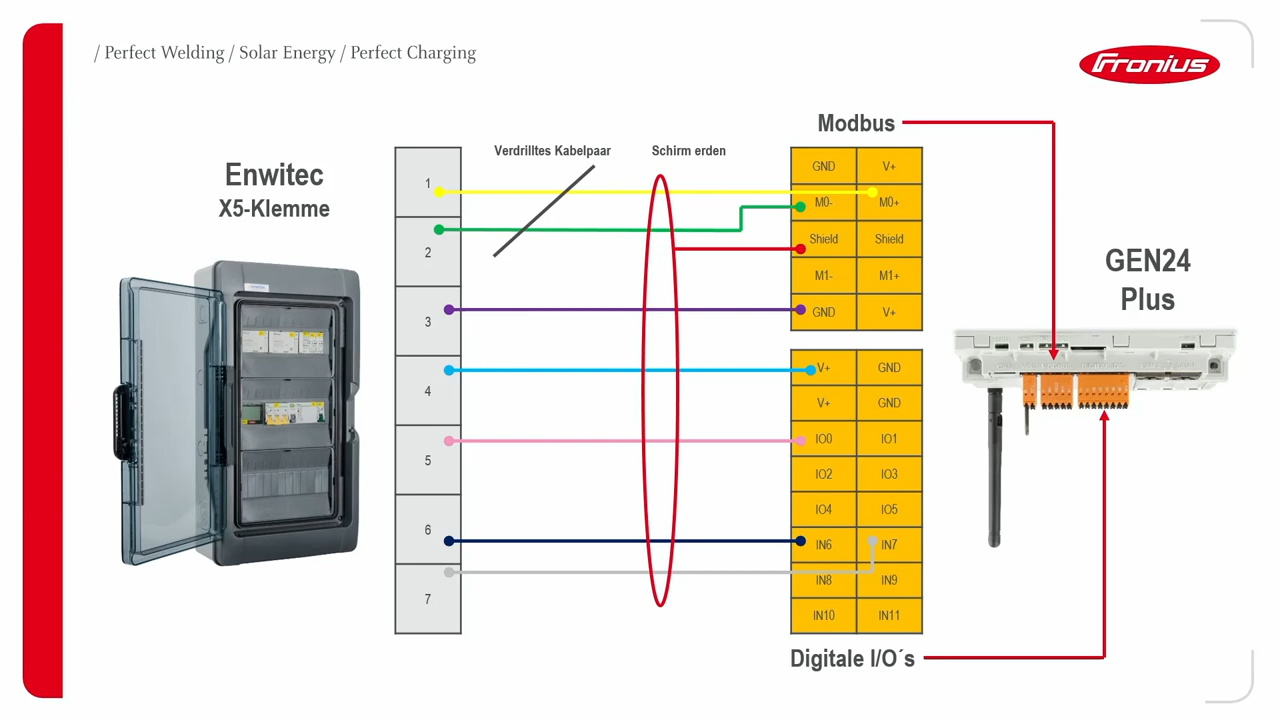 / Perfect Welding / Solar Energy / Perfect Charging
Fronius
Enwitec
X5-Klemme
1
2
3
4
5
6
7
Verdrilltes Kabelpaar
Schirm erden
Modbus
GND V+
M0- M0+
Shield Shield
M1- M1+
GND V+
V+ GND
V+ GND
IO0 IO1
IO2 IO3
IO4 IO5
IN6 IN7
IN8 IN9
IN10 IN11
Digitale I/O´s
GEN24
Plus